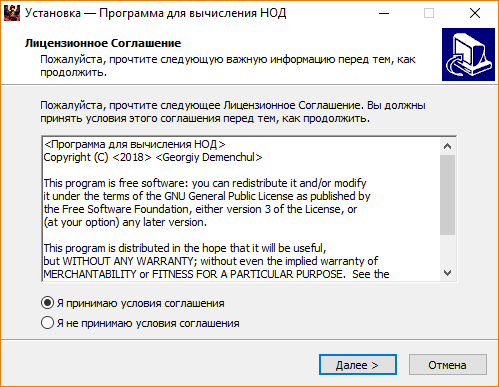 Установка — Программа для вычисления НОД
Лицензионное Соглашение
Пожалуйста, прочтите следующую важную информацию перед тем, как
продолжить.
Пожалуйста, прочтите следующее Лицензионное Соглашение. Вы должны
принять условия этого соглашения перед тем, как продолжить.
<Программа для вычисления НОД>
Copyright (C) <2018> <Georgiy Demenchul>
This program is free software: you can redistribute it and/or modify
it under the terms of the GNU General Public License as published by
the Free Software Foundation, either version 3 of the License, or
(at your option) any later version.
This program is distributed in the hope that it will be useful,
but WITHOUT ANY WARRANTY; without even the implied warranty of
MERCHANTABILITY or FITNESS FOR A PARTICULAR PURPOSE.  See the
Я принимаю условия соглашения
Я не принимаю условия соглашения
Далее >
Отмена